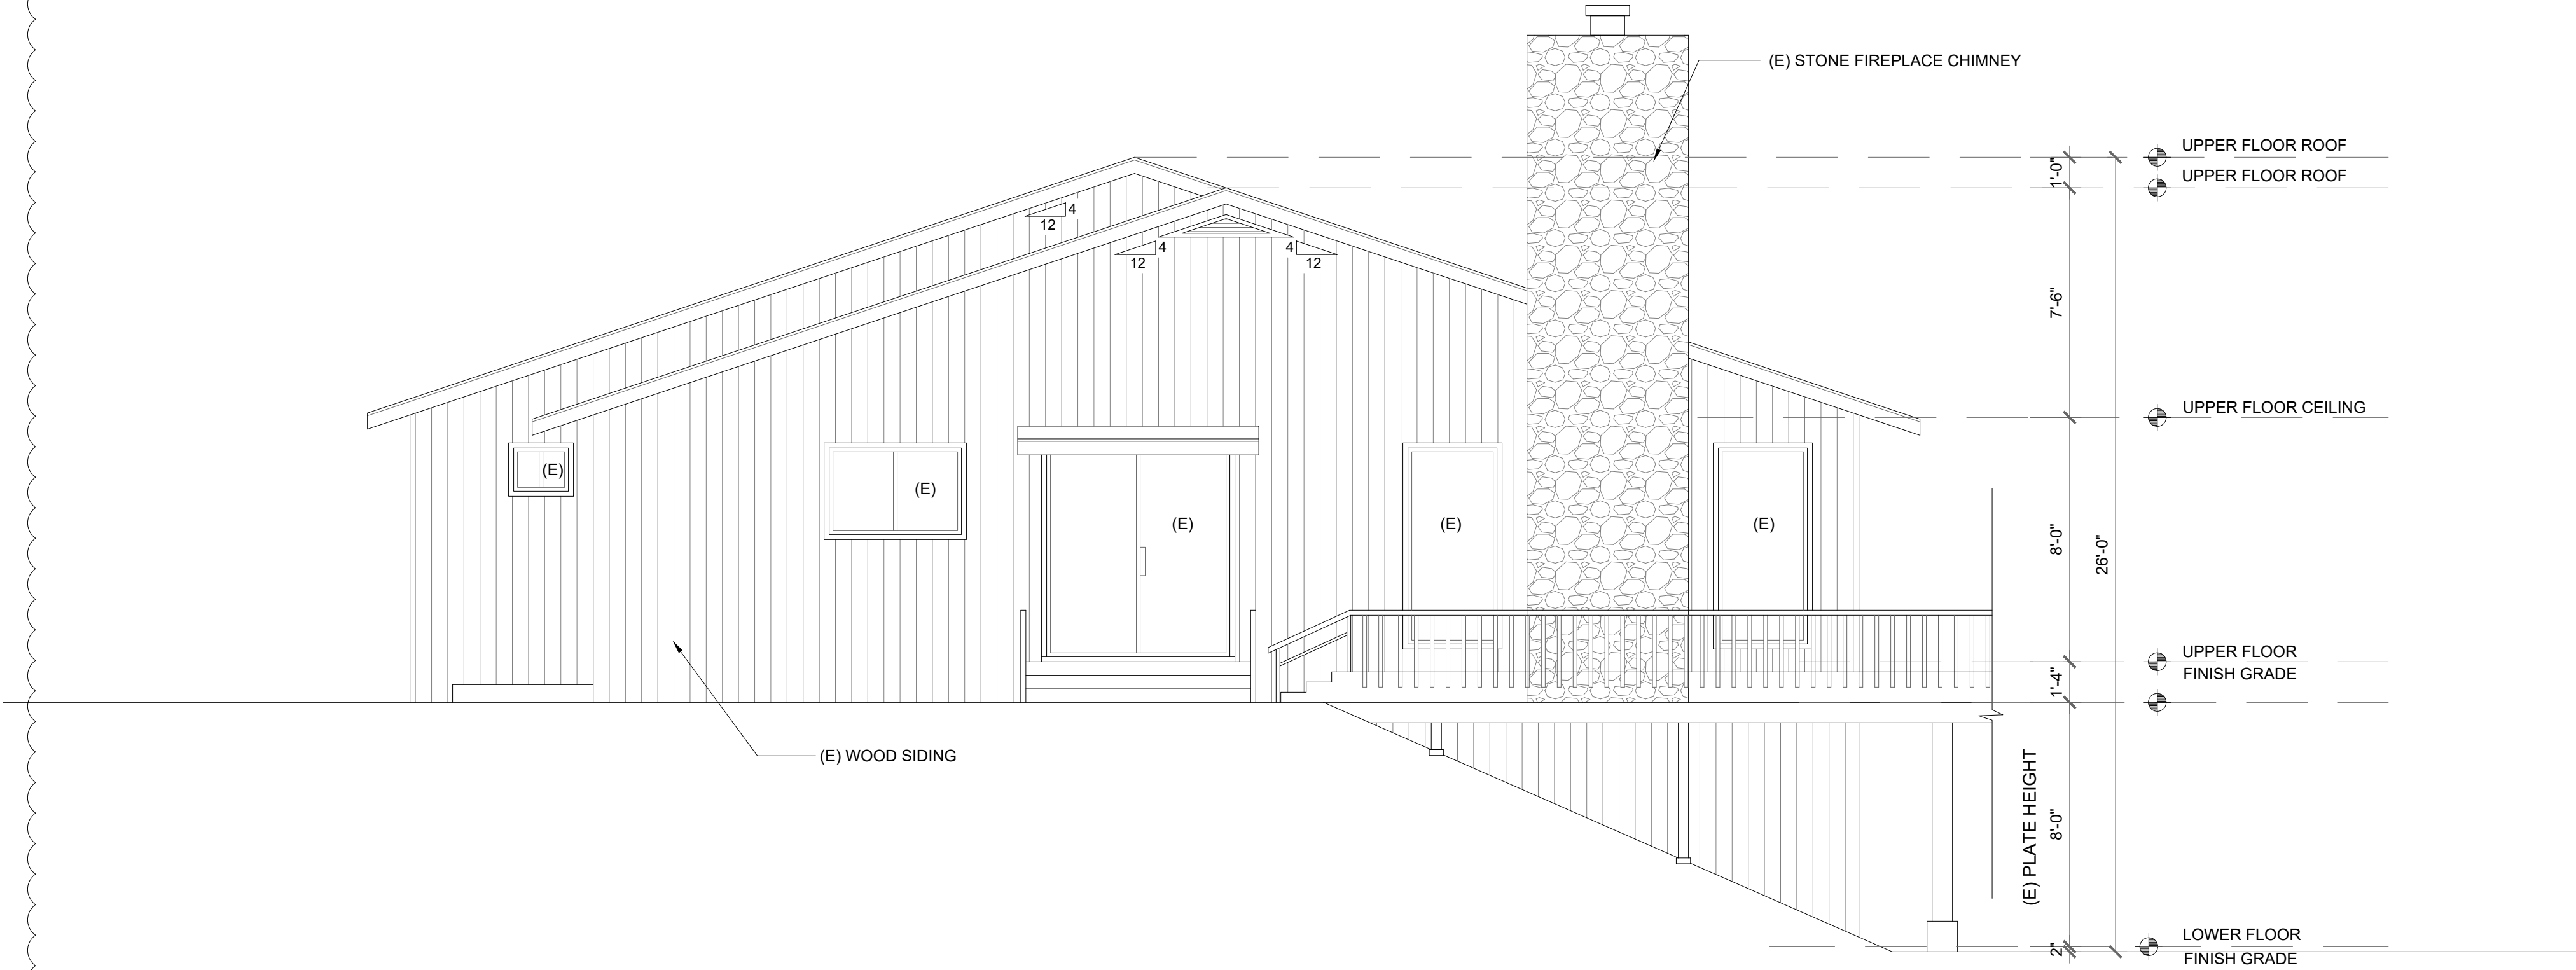 (E) STONE FIREPLACE CHIMNEY
UPPER FLOOR ROOF
1'-0"
UPPER FLOOR ROOF
4
12
4
12
4
12
7'-6"
UPPER FLOOR CEILING
(E)
(E)
(E)
(E)
(E)
8'-0"
26'-0"
UPPER FLOOR
FINISH GRADE
1'-4"
(E) WOOD SIDING
(E) PLATE HEIGHT
8'-0"
LOWER FLOOR
2"
FINISH GRADE